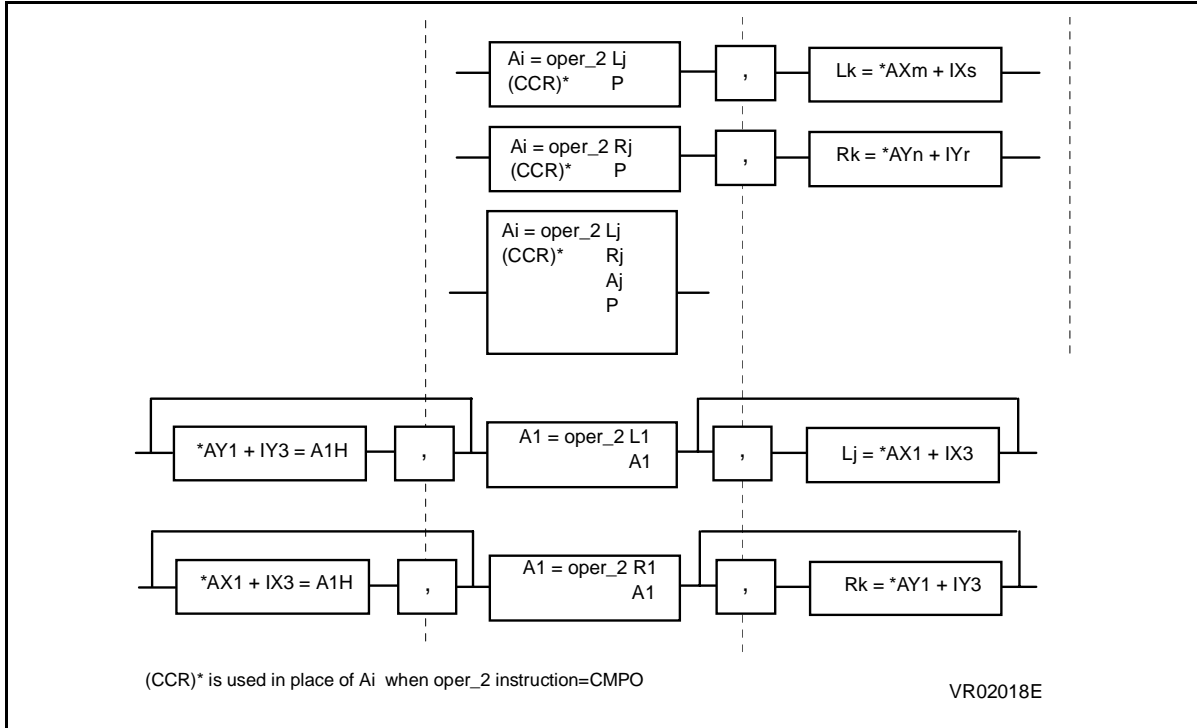 Ai = oper_2 Lj
(CCR)* P
,
Lk = *AXm + IXs
Ai = oper_2 Rj
(CCR)* P
,
Rk = *AYn + IYr
Ai = oper_2 Lj
(CCR)* Rj
Aj
P
*AY1 + IY3 = A1H
,
A1 = oper_2 L1
A1
,
Lj = *AX1 + IX3
*AX1 + IX3 = A1H
,
A1 = oper_2 R1
A1
,
Rk = *AY1 + IY3
(CCR)* is used in place of Ai when oper_2 instruction=CMPO
VR02018E